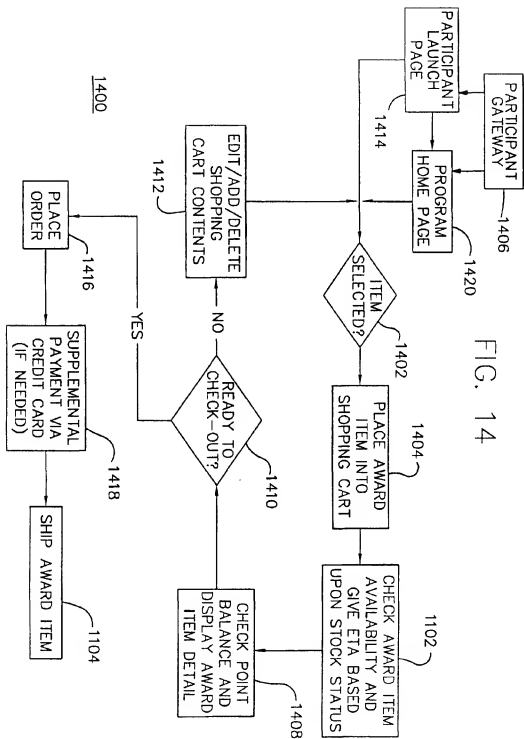 FIG. 14
PARTICIPANT
GATEWAY
1406
PARTICIPANT
LAUNCH
PAGE
1414
PROGRAM
HOME PAGE
1420
ITEM
SELECTED?
1402
PLACE AWARD
ITEM INTO
SHOPPING CART
1404
CHECK AWARD ITEM
AVAILABILITY AND
GIVE ETA BASED
UPON STOCK STATUS
1102
EDIT/ADD/DELETE
SHOPPING
CART CONTENTS
1412
NO
READY TO
CHECK-OUT?
1410
CHECK POINT
BALANCE AND
DISPLAY AWARD
ITEM DETAIL
1408
YES
1400
PLACE
ORDER
1416
SUPPLEMENTAL
PAYMENT VIA
CREDIT CARD
(IF NEEDED)
1418
SHIP AWARD ITEM
1104